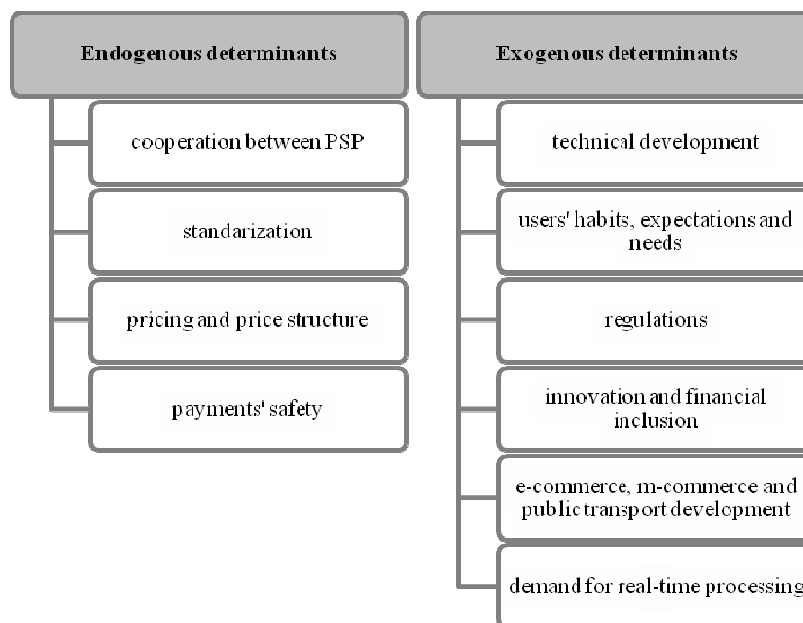 Endogenous determinants
cooperation between PSP
standarization
pricing and price structure
payments' safety
Exogenous determinants
technical development
users' habits, expectations and
needs
regulations
innovation and financial
inclusion
e-commerce, m-commerce and
public transport development
demand for real-time processing